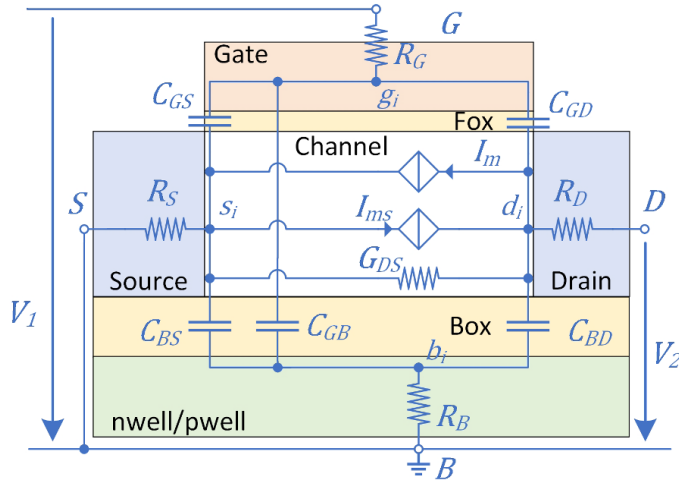 G
Gate
R_G
g_i
C_GS
C_GD
Fox
Channel
I_m
S
R_S
s_i
I_ms
d_i
R_D
D
G_DS
Source
Drain
V_1
C_BS
C_GB
Box
C_BD
V_2
b_i
nwell/pwell
R_B
B